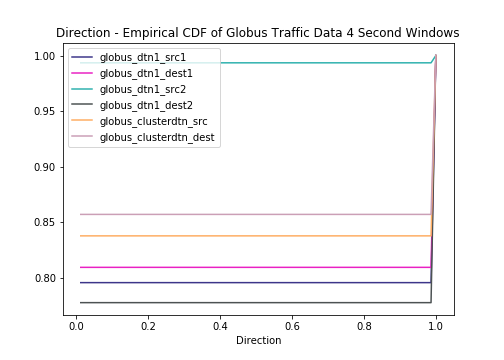 Direction - Empirical CDF of Globus Traffic Data 4 Second Windows
1.00
0.95
0.90
0.85
0.80
globus_dtn1_src1
globus_dtn1_dest1
globus_dtn1_src2
globus_dtn1_dest2
globus_clusterdtn_src
globus_clusterdtn_dest
0.0 0.2 0.4 0.6 0.8 1.0
Direction